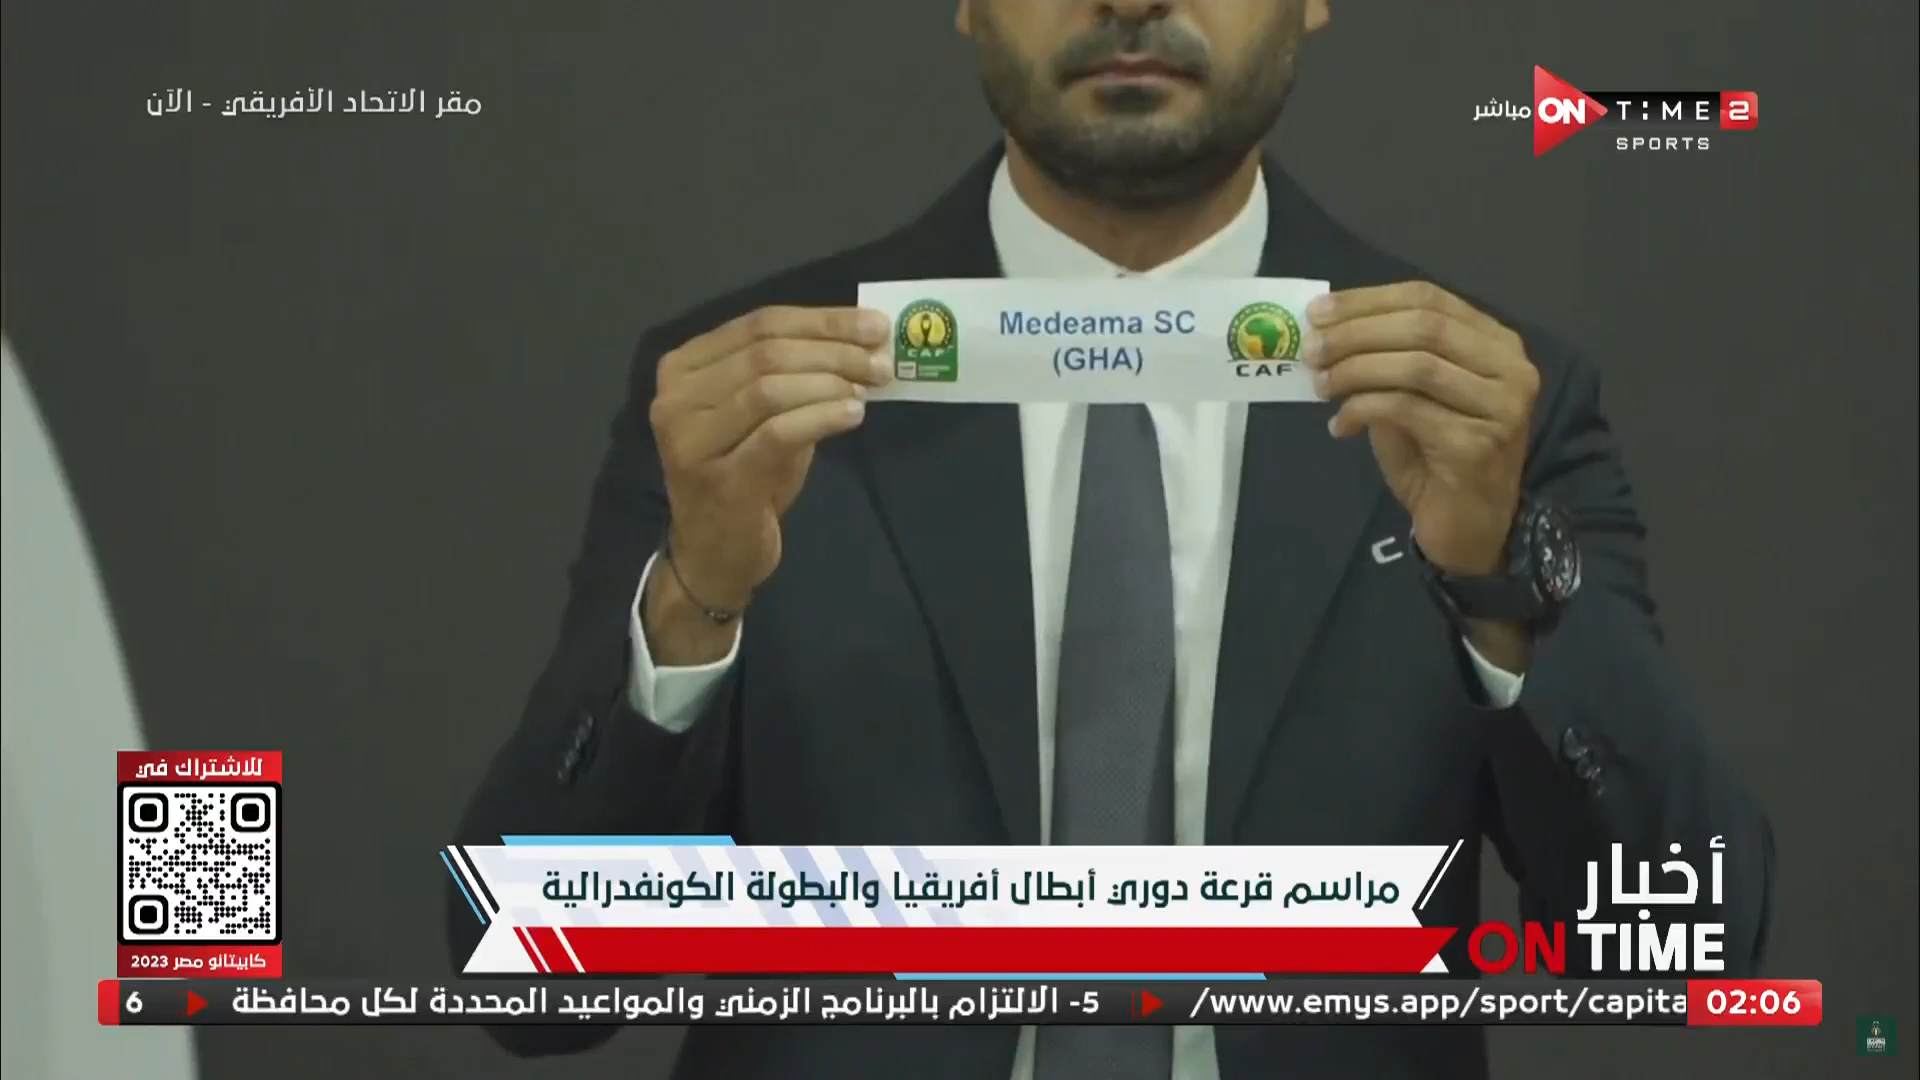 مقر الاتحاد الأفريقي - الآن
مباشر
ON TIME 2
SPORTS
Medeama SC
(GHA)
CAF
CAF
للاشتراك في
كابيتانو مصر 2023
مراسم قرعة دوري أبطال أفريقيا والبطولة الكونفدرالية
أخبار
ON TIME
/www.emys.app/sport/capita
5- الالتزام بالبرنامج الزمني والمواعيد المحددة لكل محافظة
6
02:06